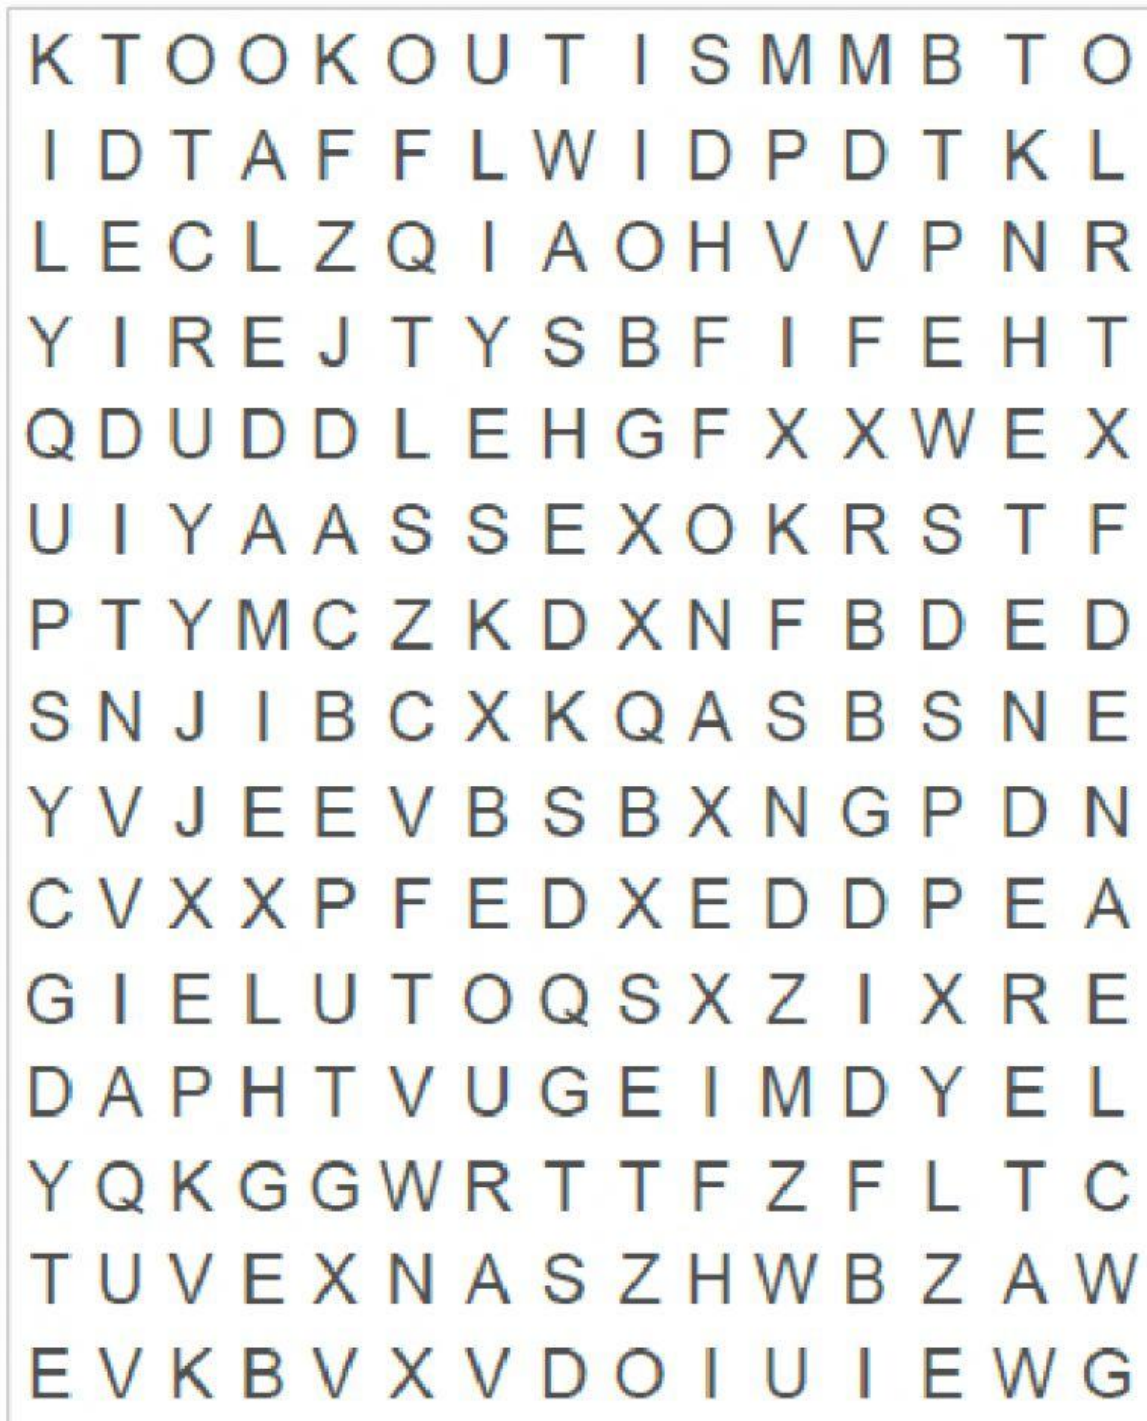 K T O O K O U T I S M M B T O
I D T A F F L W I D P D T K L
L E C L Z Q I A O H V V P N R
Y I R E J T Y S B F I F E H T
Q D U D D L E H G F X X W E X
U I Y A A S S E X O K R S T F
P T Y M C Z K D X N F B D E D
S N J I B C X K Q A S B S N E
Y V J E E V B S B X N G P D N
C V X X P F E D X E D D P E A
G I E L U T O Q S X Z I X R E
D A P H T V U G E I M D Y E L
Y Q K G G W R T T F Z F L T C
T U V E X N A S Z H W B Z A W
E V K B V X V D O I U I E W G